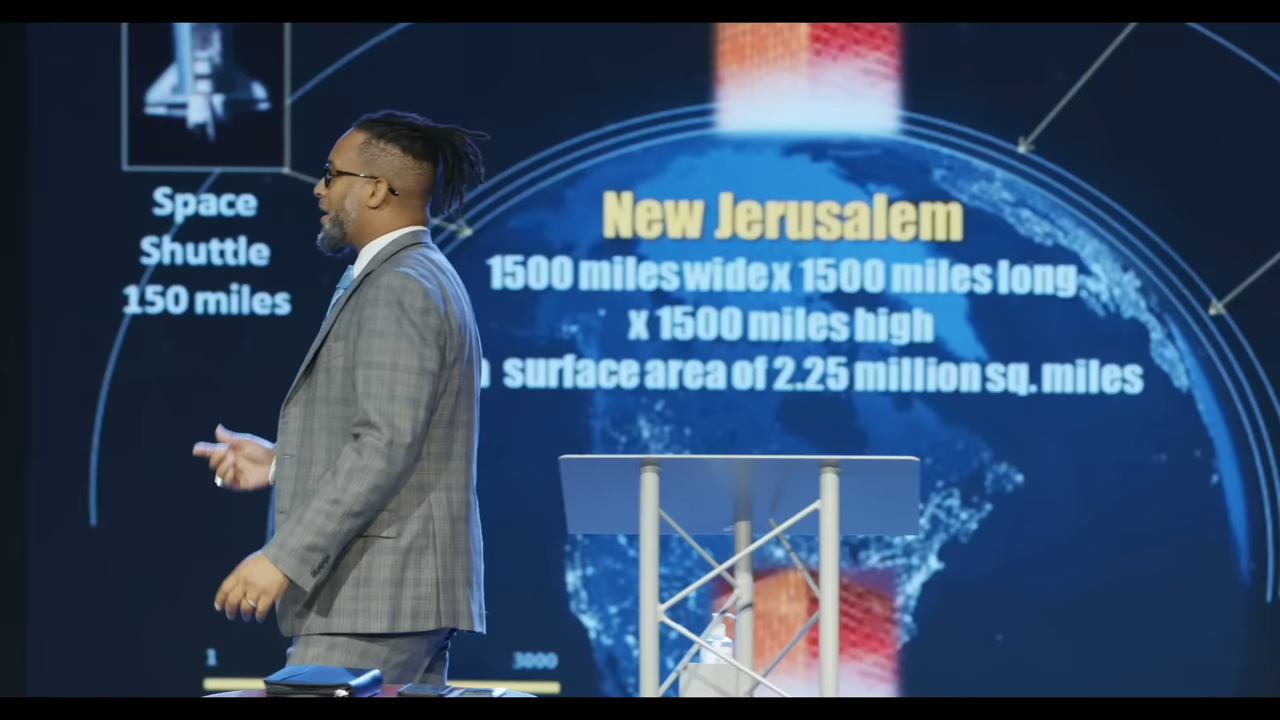 Space
Shuttle
150 miles
New Jerusalem
1500 miles wide x 1500 miles long
x 1500 miles high
surface area of 2.25 million sq. miles
1
3000